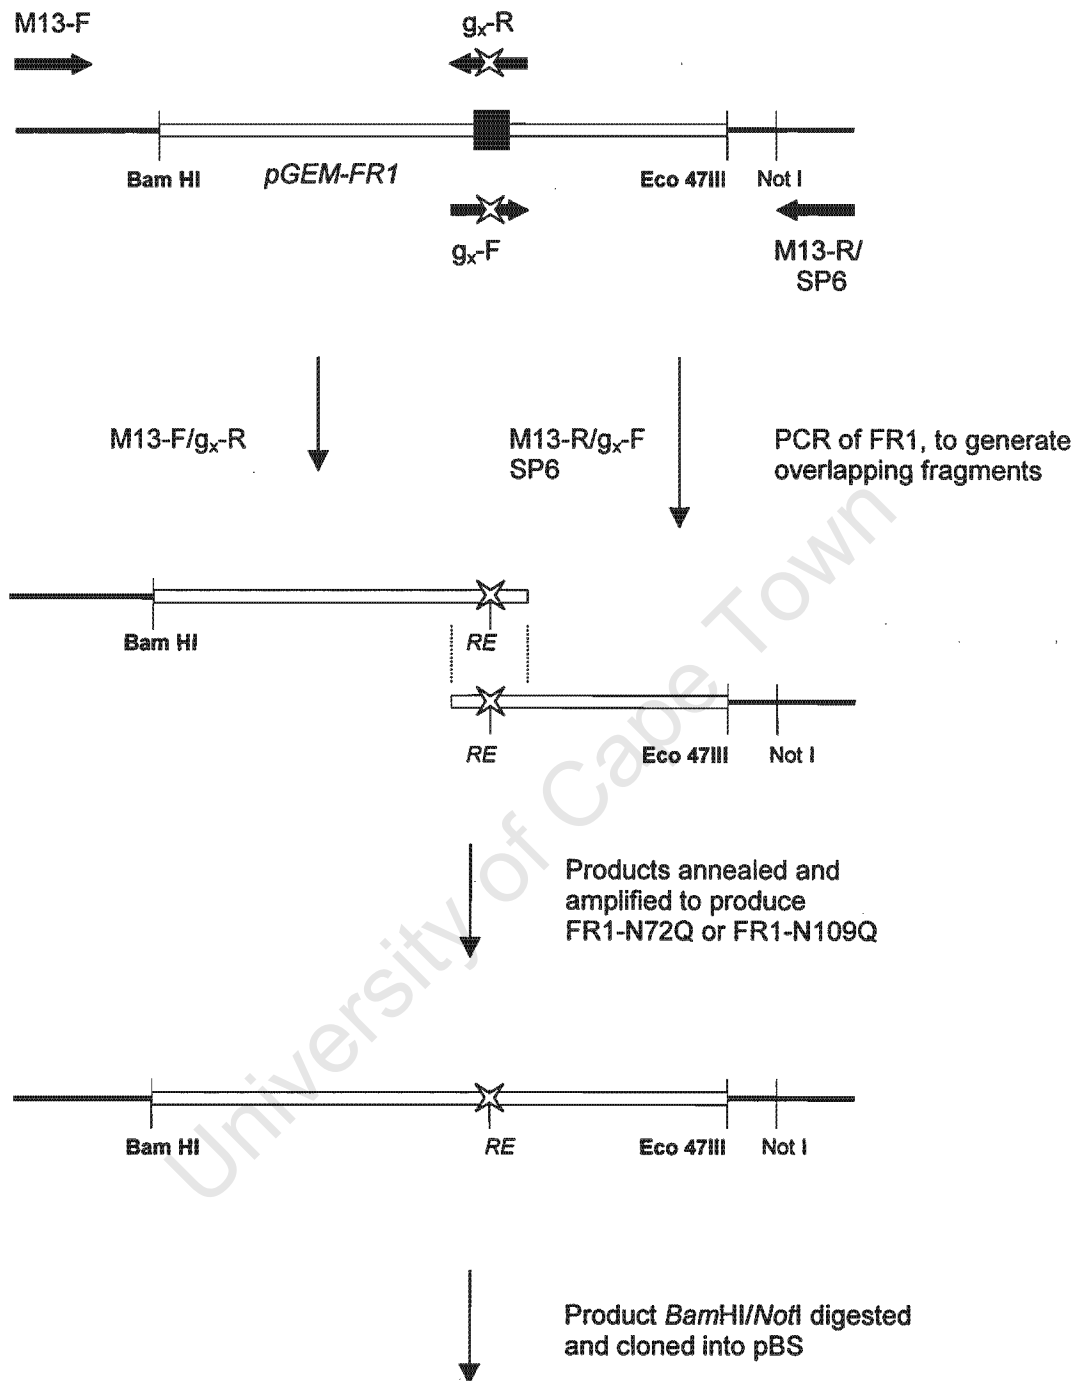 M13-F
gx-R
Bam HI
pGEM-FR1
Eco 47III
Not I
gx-F
M13-R/
SP6
M13-F/gx-R
M13-R/gx-F
SP6
PCR of FR1, to generate
overlapping fragments
Bam HI
RE
RE
Eco 47III
Not I
Products annealed and
amplified to produce
FR1-N72Q or FR1-N109Q
Bam HI
RE
Eco 47III
Not I
Product BamHI/NotI digested
and cloned into pBS
University of Cape Town